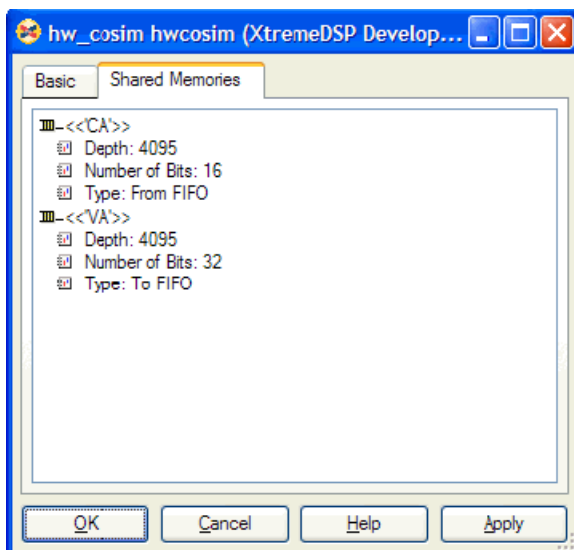 hw_cosim hwcosim (XtremeDSP Develop...
Basic
Shared Memories
<<'CA'>>
Depth: 4095
Number of Bits: 16
Type: From FIFO
<<'VA'>>
Depth: 4095
Number of Bits: 32
Type: To FIFO
OK
Cancel
Help
Apply